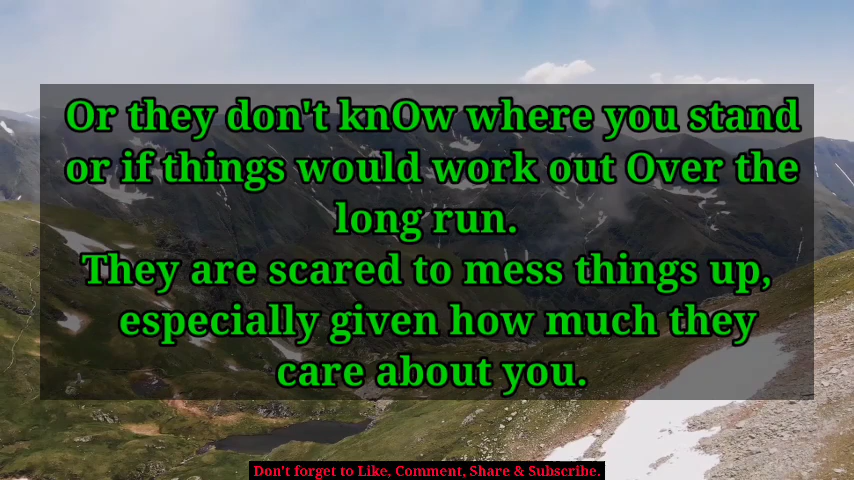 Or they don't knOw where you stand
or if things would work out Over the
long run.
They are scared to mess things up,
especially given how much they
care about you.
Don't forget to Like, Comment, Share & Subscribe.